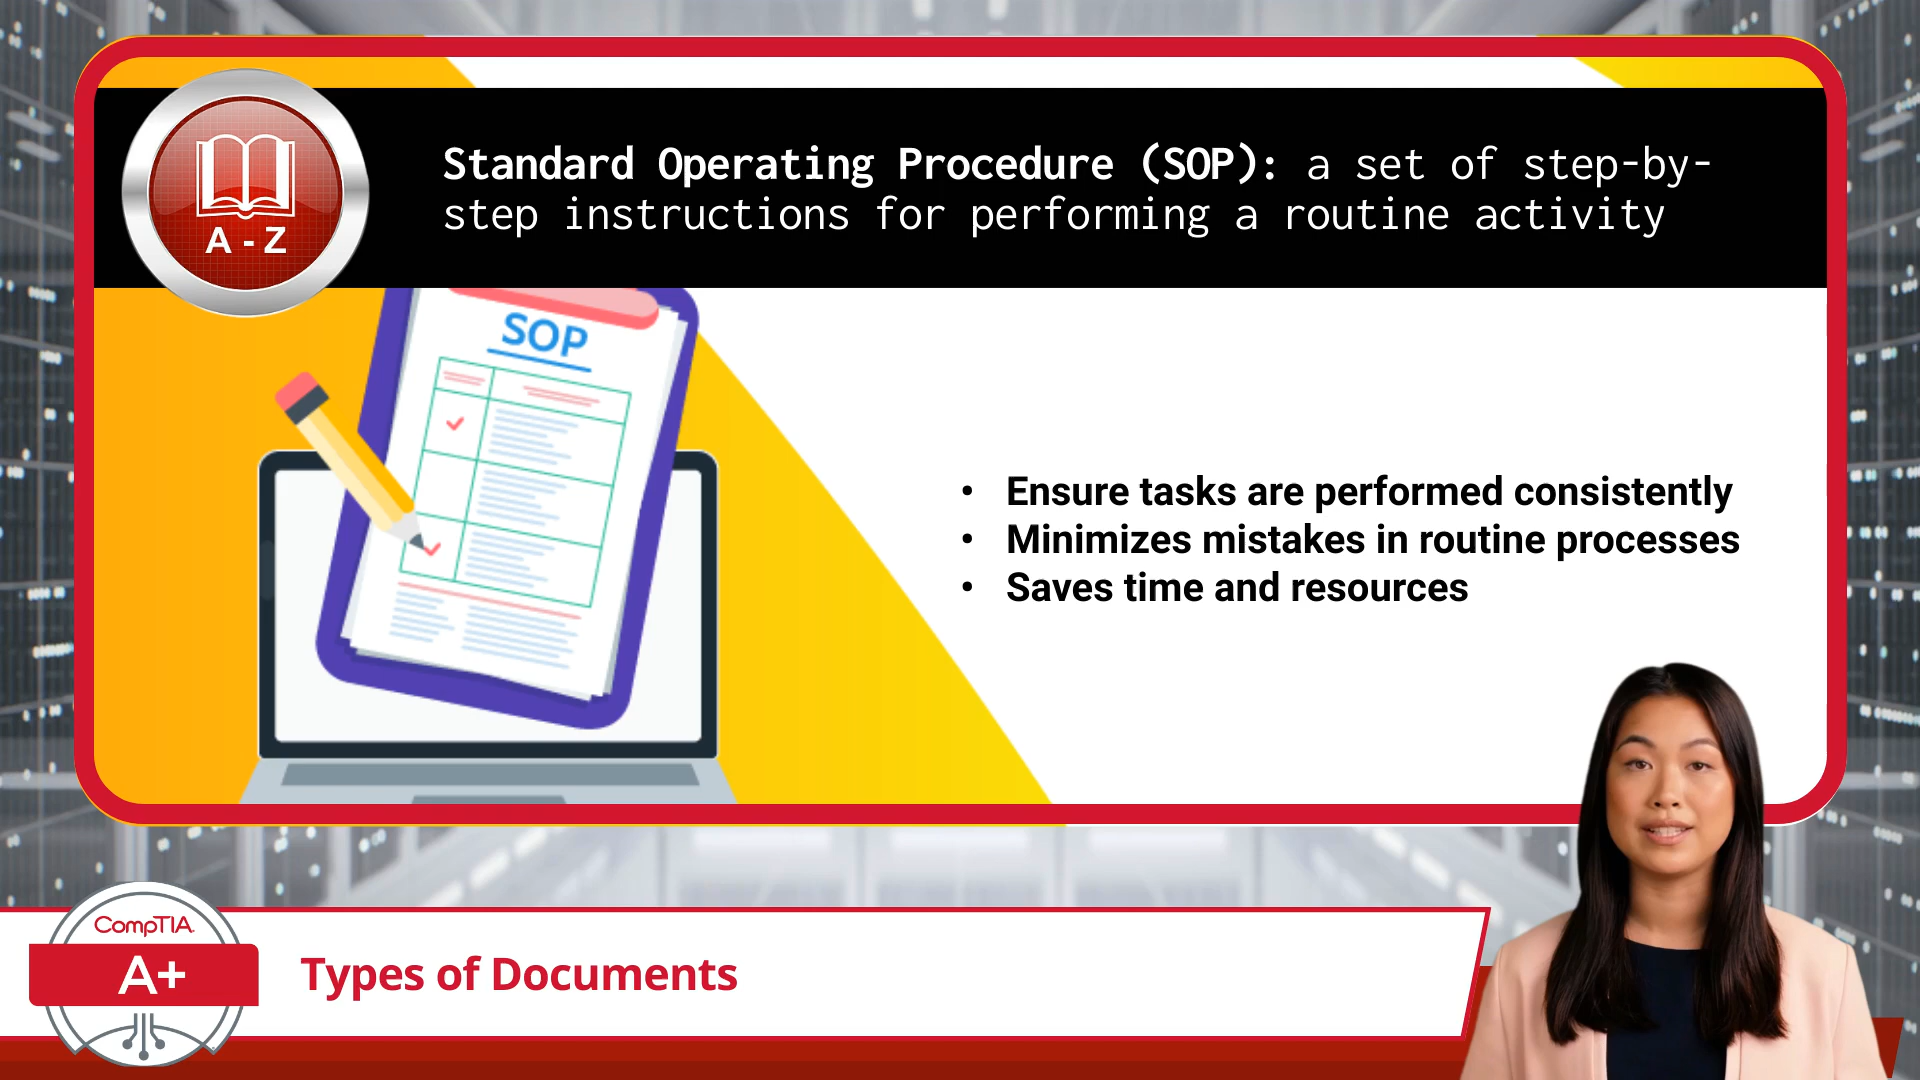 Standard Operating Procedure (SOP): a set of step-by-
step instructions for performing a routine activity
A - Z
SOP
• Ensure tasks are performed consistently
• Minimizes mistakes in routine processes
• Saves time and resources
CompTIA
A+
Types of Documents